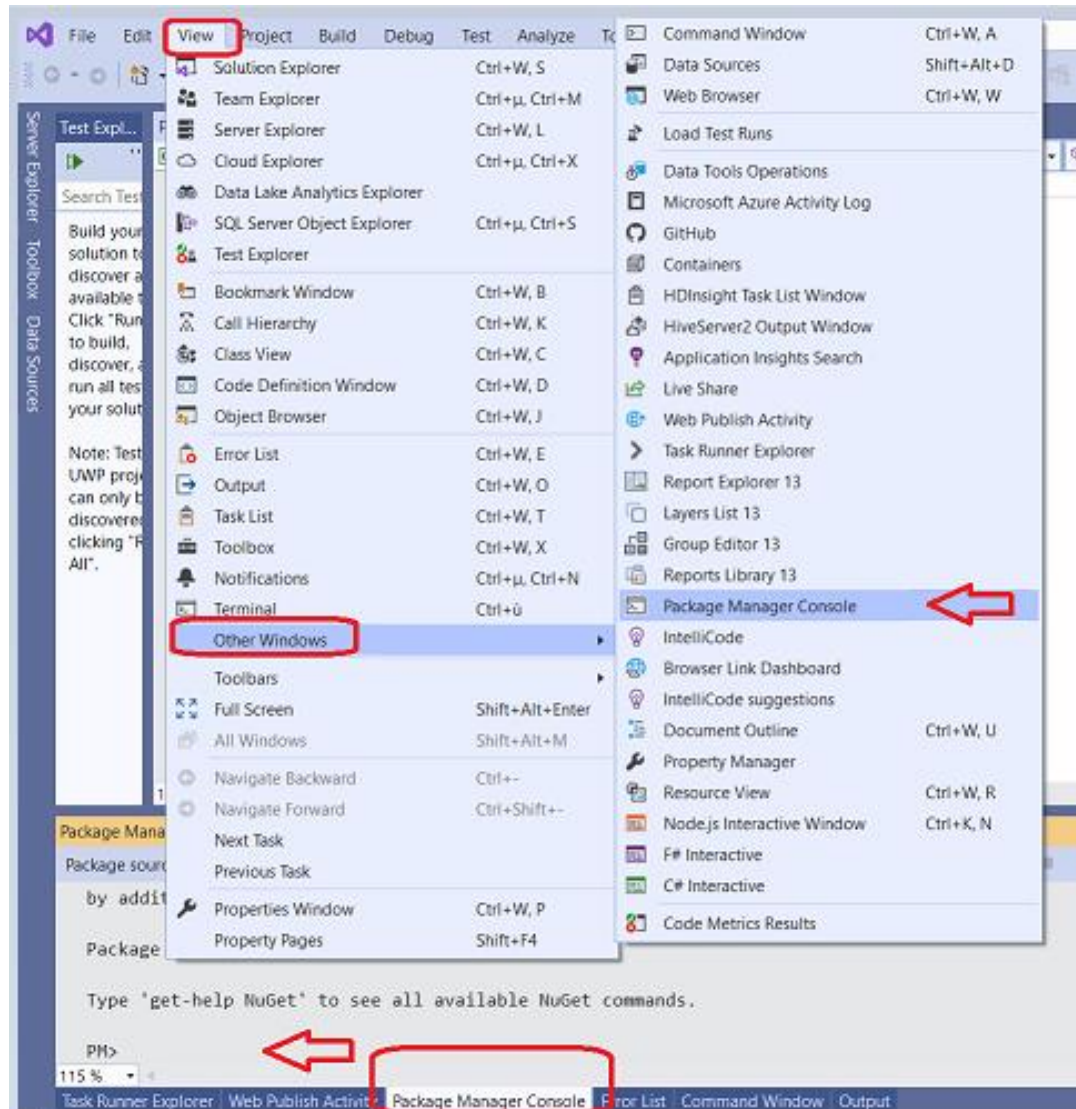 File Edit View Project Build Debug Test Analyze
Server Explorer
Toolbox
Data Sources
Test Expl...
Search Test
Build your
solution to
discover a
available t
Click "Run
to build,
discover, a
run all tes
your solut
Note: Test
UWP proj
can only b
discovered
clicking "R
All".
Solution Explorer Ctrl+W, S
Team Explorer Ctrl+µ, Ctrl+M
Server Explorer Ctrl+W, L
Cloud Explorer Ctrl+µ, Ctrl+X
Data Lake Analytics Explorer
SQL Server Object Explorer Ctrl+µ, Ctrl+S
Test Explorer
Bookmark Window Ctrl+W, B
Call Hierarchy Ctrl+W, K
Class View Ctrl+W, C
Code Definition Window Ctrl+W, D
Object Browser Ctrl+W, J
Error List Ctrl+W, E
Output Ctrl+W, O
Task List Ctrl+W, T
Toolbox Ctrl+W, X
Notifications Ctrl+µ, Ctrl+N
Terminal Ctrl+ù
Other Windows
Toolbars
Full Screen Shift+Alt+Enter
All Windows Shift+Alt+M
Navigate Backward Ctrl+-
Navigate Forward Ctrl+Shift+-
Next Task
Previous Task
Properties Window Ctrl+W, P
Property Pages Shift+F4
Command Window Ctrl+W, A
Data Sources Shift+Alt+D
Web Browser Ctrl+W, W
Load Test Runs
Data Tools Operations
Microsoft Azure Activity Log
GitHub
Containers
HDInsight Task List Window
HiveServer2 Output Window
Application Insights Search
Live Share
Web Publish Activity
Task Runner Explorer
Report Explorer 13
Layers List 13
Group Editor 13
Reports Library 13
Package Manager Console
IntelliCode
Browser Link Dashboard
IntelliCode suggestions
Document Outline Ctrl+W, U
Property Manager
Resource View Ctrl+W, R
Node.js Interactive Window Ctrl+K, N
F# Interactive
C# Interactive
Code Metrics Results
Package Mana
Package sourc
by addit
Package
Type 'get-help NuGet' to see all available NuGet commands.
PM>
115 %
Task Runner Explorer Web Publish Activity Package Manager Console Error List Command Window Output